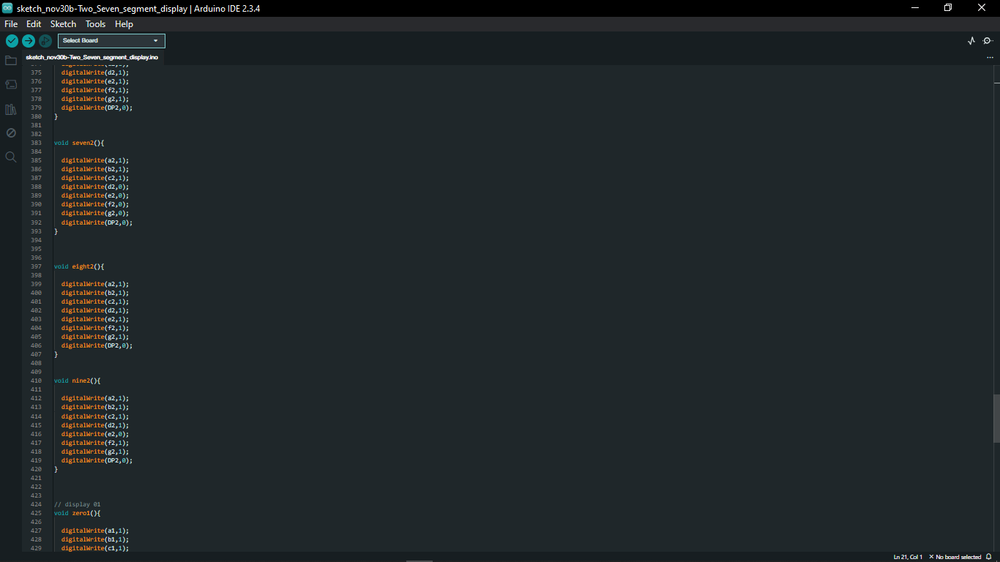 sketch_nov30b-Two_Seven_segment_display | Arduino IDE 2.3.4
File Edit Sketch Tools Help
Select Board
sketch_nov30b-Two_Seven_segment_display.ino
375 digitalWrite(d2,1);
376 digitalWrite(e2,1);
377 digitalWrite(f2,1);
378 digitalWrite(g2,1);
379 digitalWrite(DP2,0);
380 }
381
382
383 void seven2(){
384
385 digitalWrite(a2,1);
386 digitalWrite(b2,1);
387 digitalWrite(c2,1);
388 digitalWrite(d2,0);
389 digitalWrite(e2,0);
390 digitalWrite(f2,0);
391 digitalWrite(g2,0);
392 digitalWrite(DP2,0);
393 }
394
395
396
397 void eight2(){
398
399 digitalWrite(a2,1);
400 digitalWrite(b2,1);
401 digitalWrite(c2,1);
402 digitalWrite(d2,1);
403 digitalWrite(e2,1);
404 digitalWrite(f2,1);
405 digitalWrite(g2,1);
406 digitalWrite(DP2,0);
407 }
408
409
410 void nine2(){
411
412 digitalWrite(a2,1);
413 digitalWrite(b2,1);
414 digitalWrite(c2,1);
415 digitalWrite(d2,1);
416 digitalWrite(e2,0);
417 digitalWrite(f2,1);
418 digitalWrite(g2,1);
419 digitalWrite(DP2,0);
420 }
421
422
423
424 // display 01
425 void zero1(){
426
427 digitalWrite(a1,1);
428 digitalWrite(b1,1);
429 digitalWrite(c1,1);
Ln 21, Col 1 × No board selected